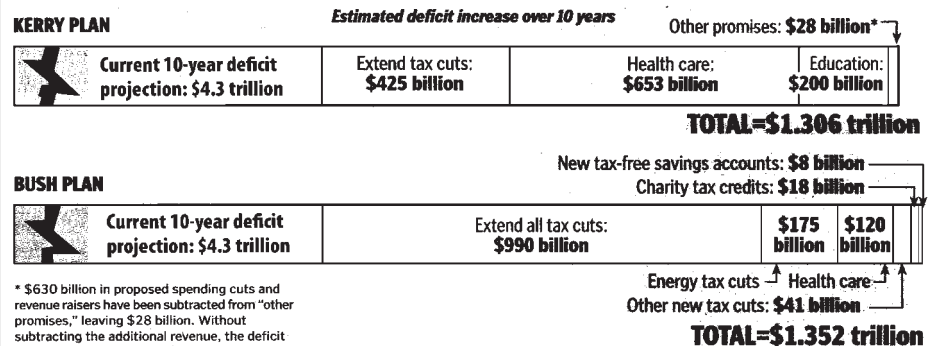 Estimated deficit increase over 10 years
KERRY PLAN
Other promises: $28 billion*
Current 10-year deficit
projection: $4.3 trillion
Extend tax cuts:
$425 billion
Health care:
$653 billion
Education:
$200 billion
TOTAL=$1.306 trillion
New tax-free savings accounts: $8 billion
Charity tax credits: $18 billion
BUSH PLAN
Current 10-year deficit
projection: $4.3 trillion
Extend all tax cuts:
$990 billion
$175
billion
$120
billion
Energy tax cuts
Health care
Other new tax cuts: $41 billion
TOTAL=$1.352 trillion
* $630 billion in proposed spending cuts and
revenue raisers have been subtracted from "other
promises," leaving $28 billion. Without
subtracting the additional revenue, the deficit